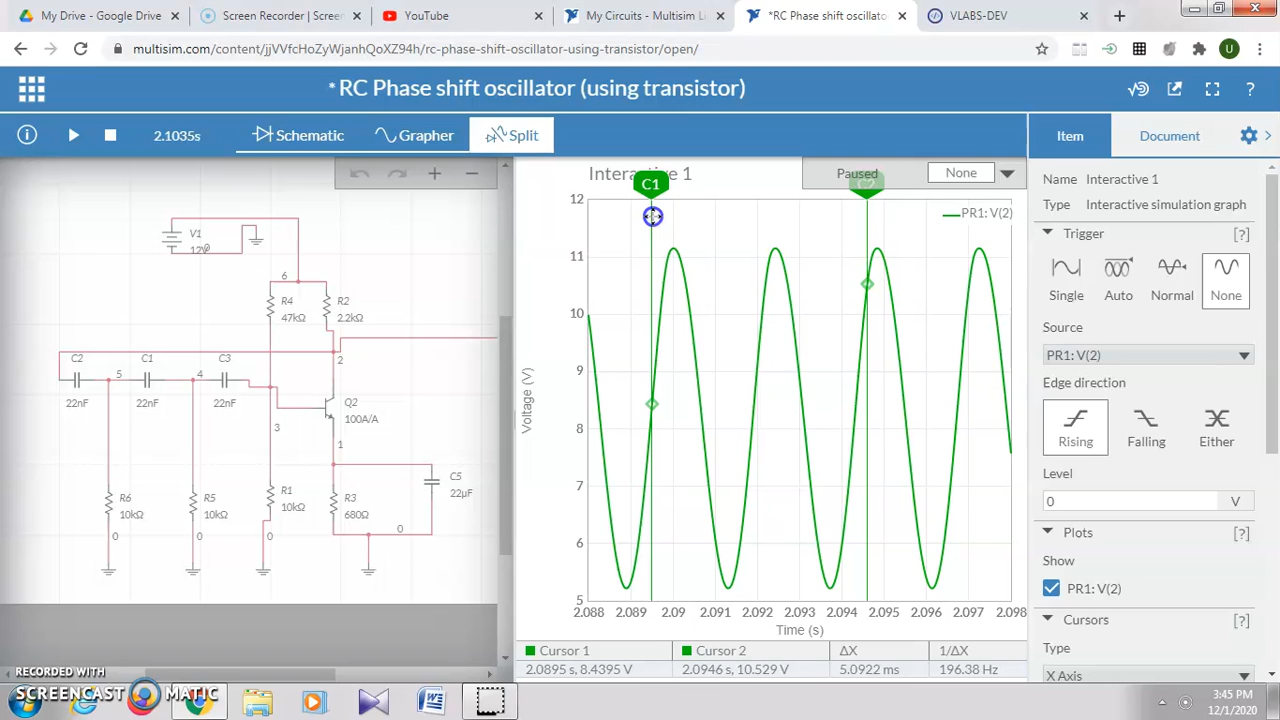 My Drive - Google Drive
Screen Recorder | Screen
YouTube
My Circuits - Multisim L
*RC Phase shift oscillato
VLABS-DEV
multisim.com/content/jjVVfcHoZyWjanhQoXZ94h/rc-phase-shift-oscillator-using-transistor/open/
U
*RC Phase shift oscillator (using transistor)
2.1035s
Schematic
Grapher
Split
Item
Document
Interactive 1
Paused
None
C1
C2
PR1: V(2)
12
11
10
9
8
7
6
5
Voltage (V)
2.088 2.089 2.09 2.091 2.092 2.093 2.094 2.095 2.096 2.097 2.098
Time (s)
Cursor 1
Cursor 2
ΔX
1/ΔX
2.0895 s, 8.4395 V
2.0946 s, 10.529 V
5.0922 ms
196.38 Hz
V1
12V
6
R4
47kΩ
R2
2.2kΩ
2
C2
22nF
5
C1
22nF
4
C3
22nF
Q2
100A/A
3
1
R6
10kΩ
0
R5
10kΩ
0
R1
10kΩ
0
R3
680Ω
0
C5
22µF
Name Interactive 1
Type Interactive simulation graph
Trigger [?]
Single Auto Normal None
Source
PR1: V(2)
Edge direction
Rising Falling Either
Level
0 V
Plots [?]
Show
PR1: V(2)
Cursors [?]
Type
X Axis
RECORDED WITH
SCREENCAST MATIC
3:45 PM
12/1/2020